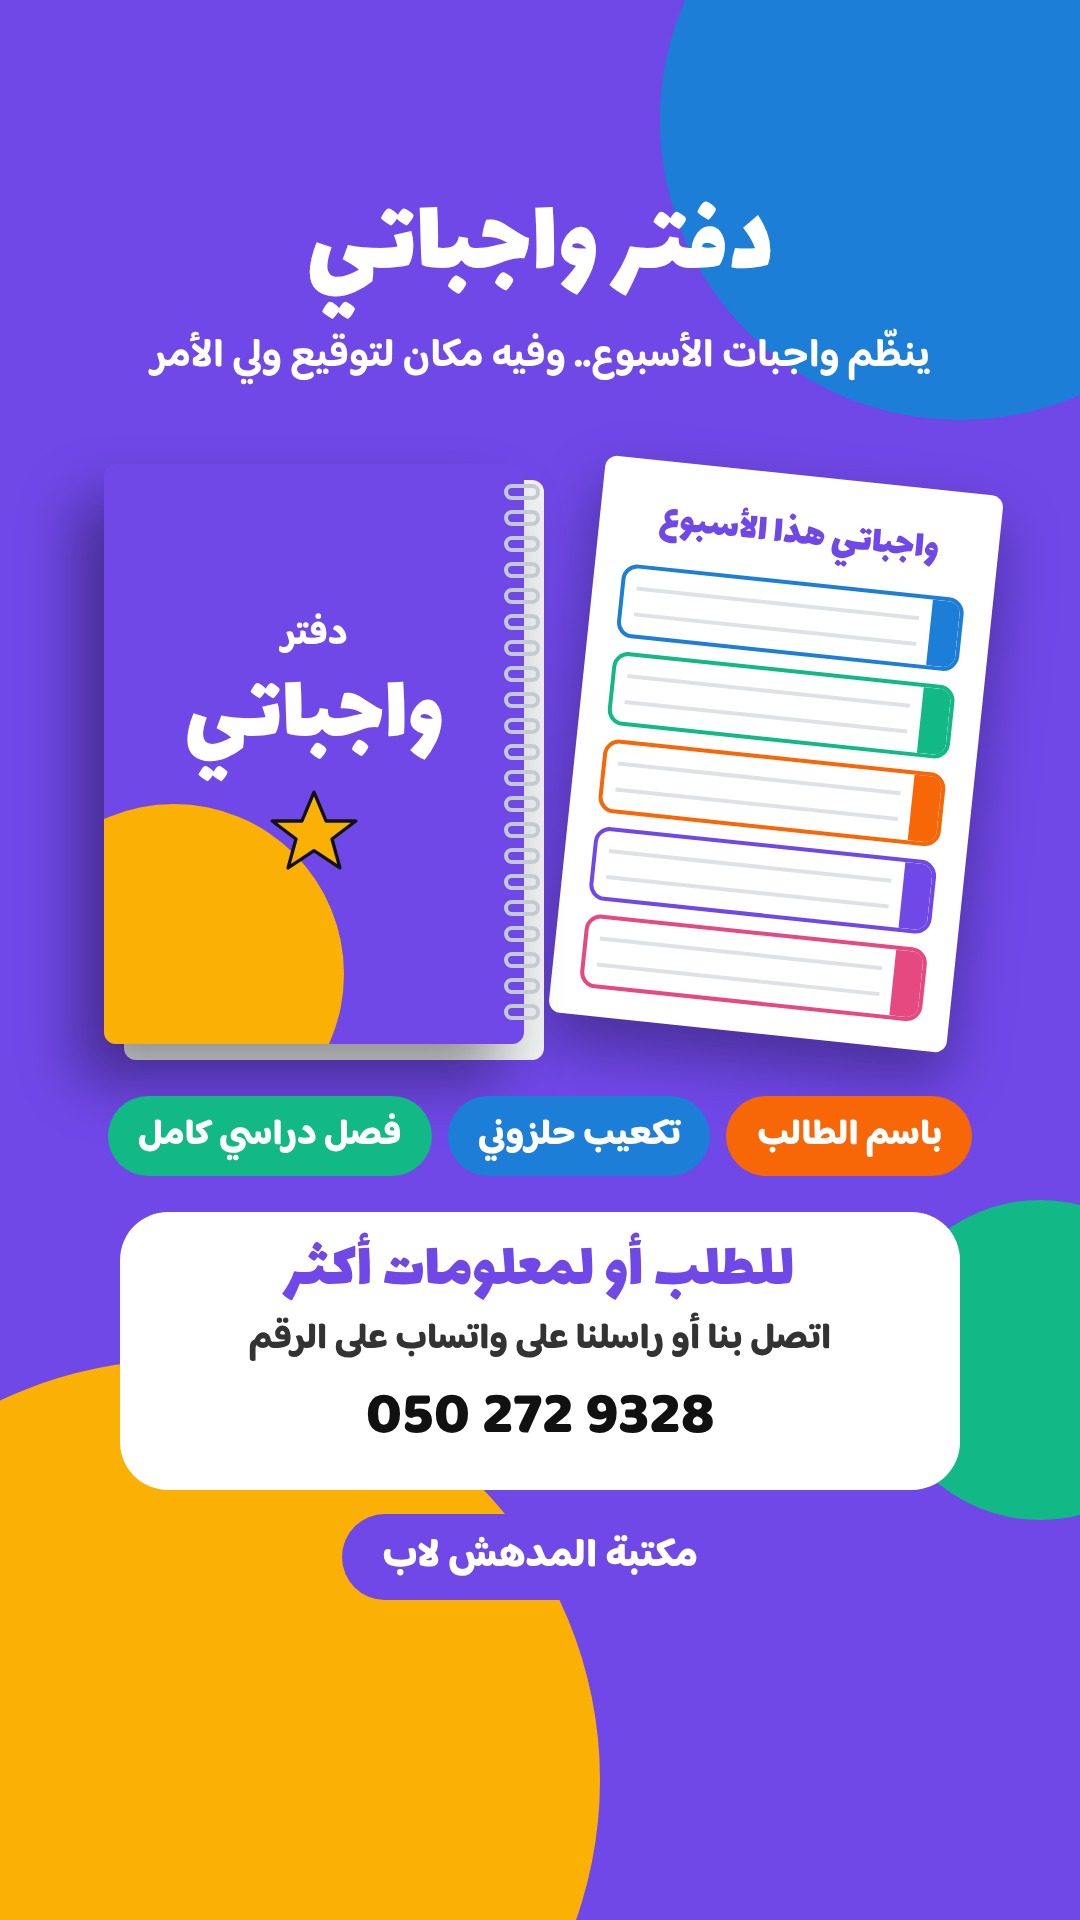 دفتر واجباتي
ينظّم واجبات الأسبوع.. وفيه مكان لتوقيع ولي الأمر
واجباتي هذا الأسبوع
دفتر
واجباتي
باسم الطالب
تكعيب حلزوني
فصل دراسي كامل
للطلب أو لمعلومات أكثر
اتصل بنا أو راسلنا على واتساب على الرقم
050 272 9328
مكتبة المدهش لاب